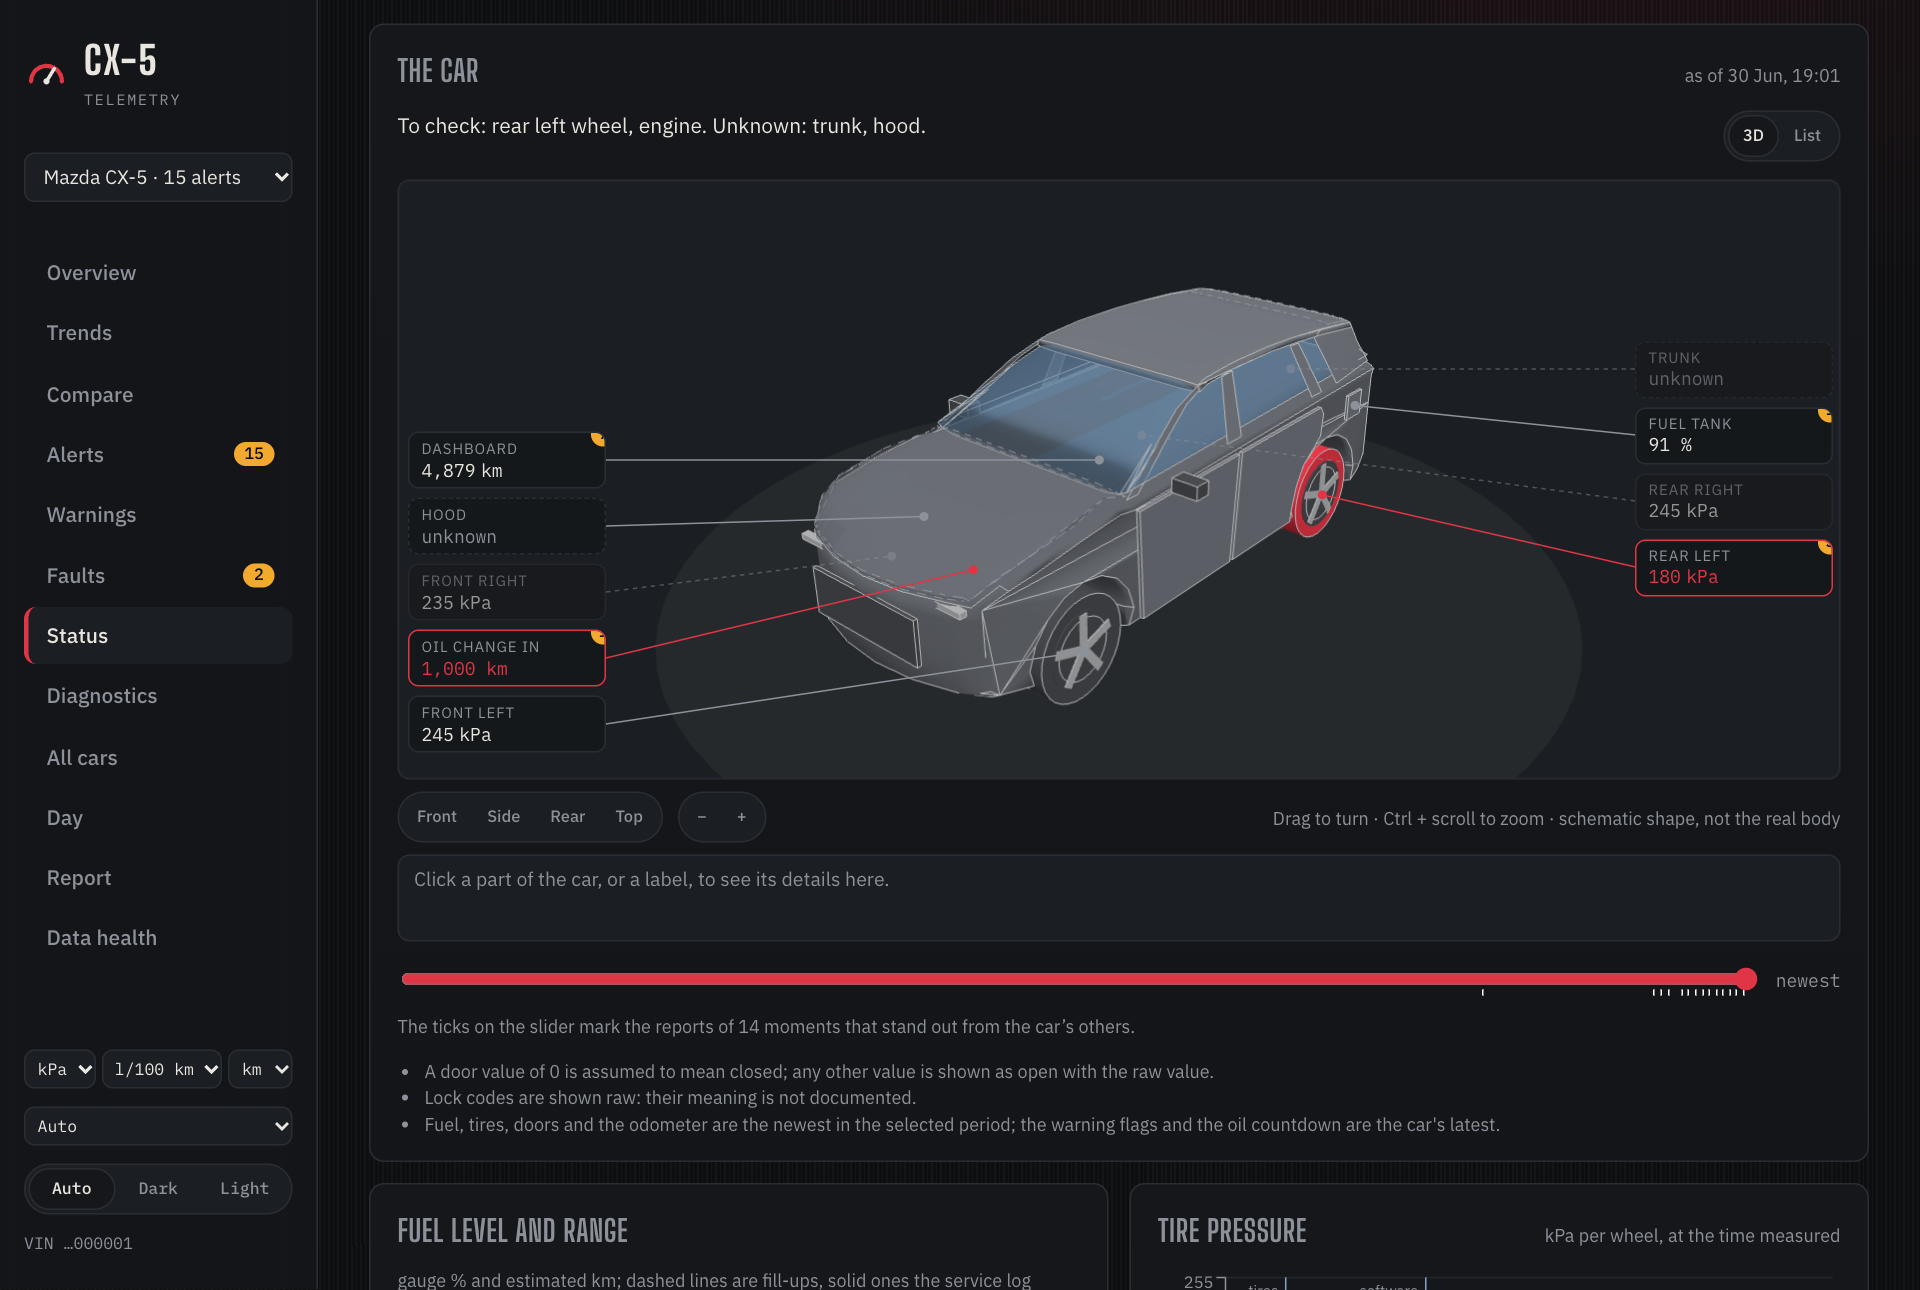 CX-5
TELEMETRY
Mazda CX-5 · 15 alerts
Overview
Trends
Compare
Alerts 15
Warnings
Faults 2
Status
Diagnostics
All cars
Day
Report
Data health
kPa
l/100 km
km
Auto
Auto Dark Light
VIN …000001
THE CAR
as of 30 Jun, 19:01
To check: rear left wheel, engine. Unknown: trunk, hood.
3D List
DASHBOARD
4,879 km
HOOD
unknown
FRONT RIGHT
235 kPa
OIL CHANGE IN
1,000 km
FRONT LEFT
245 kPa
TRUNK
unknown
FUEL TANK
91 %
REAR RIGHT
245 kPa
REAR LEFT
180 kPa
Front Side Rear Top
− +
Drag to turn · Ctrl + scroll to zoom · schematic shape, not the real body
Click a part of the car, or a label, to see its details here.
newest
The ticks on the slider mark the reports of 14 moments that stand out from the car’s others.
• A door value of 0 is assumed to mean closed; any other value is shown as open with the raw value.
• Lock codes are shown raw: their meaning is not documented.
• Fuel, tires, doors and the odometer are the newest in the selected period; the warning flags and the oil countdown are the car's latest.
FUEL LEVEL AND RANGE
gauge % and estimated km; dashed lines are fill-ups, solid ones the service log
TIRE PRESSURE
kPa per wheel, at the time measured
255